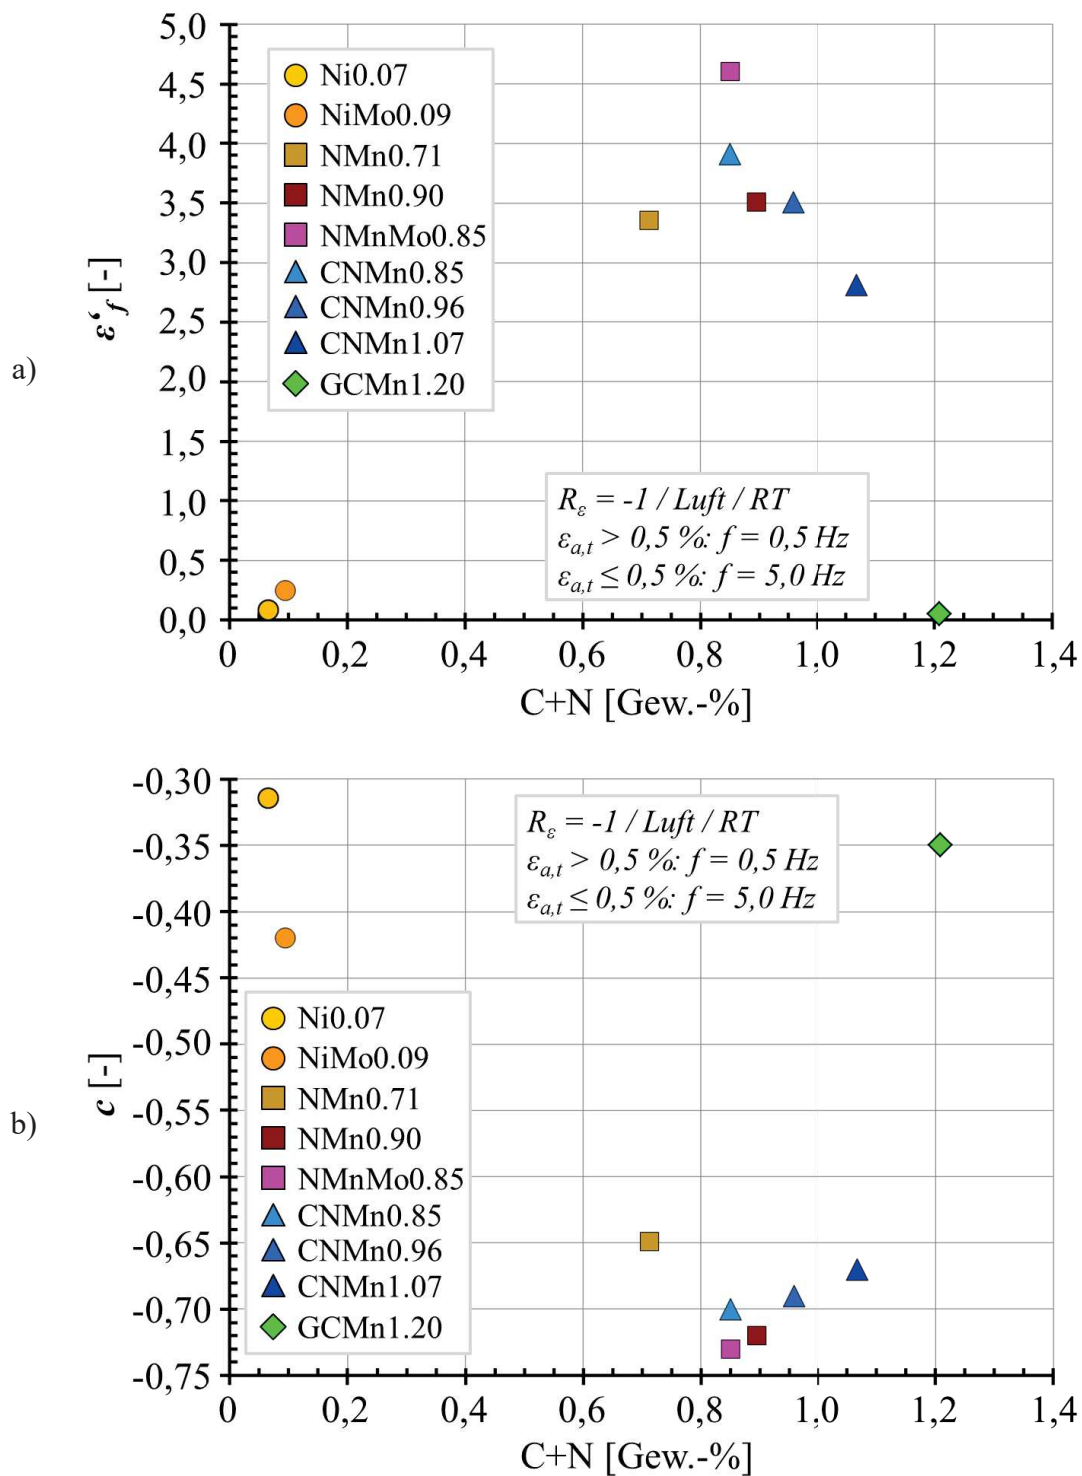 5,0
4,5
4,0
3,5
3,0
2,5
2,0
1,5
1,0
0,5
0,0
ε‘f [-]
a)
Ni0.07
NiMo0.09
NMn0.71
NMn0.90
NMnMo0.85
CNMn0.85
CNMn0.96
CNMn1.07
GCMn1.20
Rε = -1 / Luft / RT
εa,t > 0,5 %: f = 0,5 Hz
εa,t ≤ 0,5 %: f = 5,0 Hz
0 0,2 0,4 0,6 0,8 1,0 1,2 1,4
C+N [Gew.-%]
-0,30
-0,35
-0,40
-0,45
-0,50
-0,55
-0,60
-0,65
-0,70
-0,75
c [-]
b)
Rε = -1 / Luft / RT
εa,t > 0,5 %: f = 0,5 Hz
εa,t ≤ 0,5 %: f = 5,0 Hz
Ni0.07
NiMo0.09
NMn0.71
NMn0.90
NMnMo0.85
CNMn0.85
CNMn0.96
CNMn1.07
GCMn1.20
0 0,2 0,4 0,6 0,8 1,0 1,2 1,4
C+N [Gew.-%]